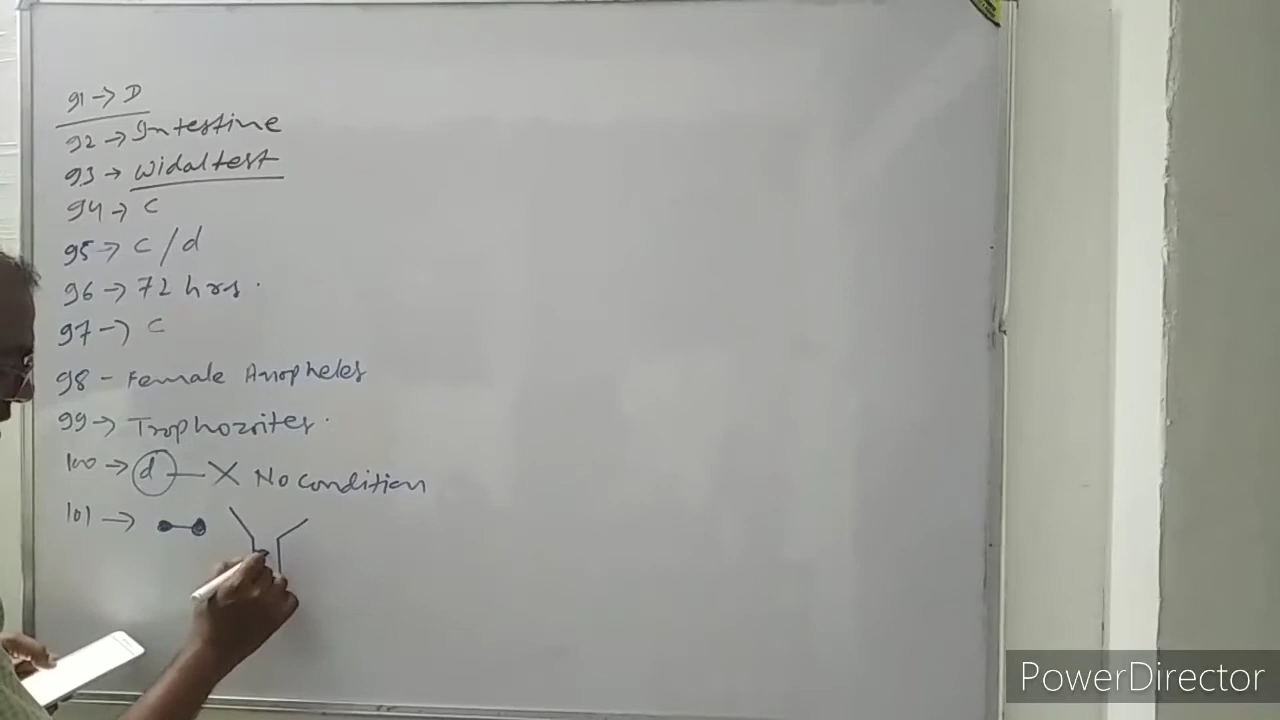 91 → D
92 → Intestine
93 → Widal test
94 → C
95 → C/d
96 → 72 hrs.
97 → C
98 - Female Anopheles
99 → Trophozoites.
100 → d — X No condition
101 →
PowerDirector